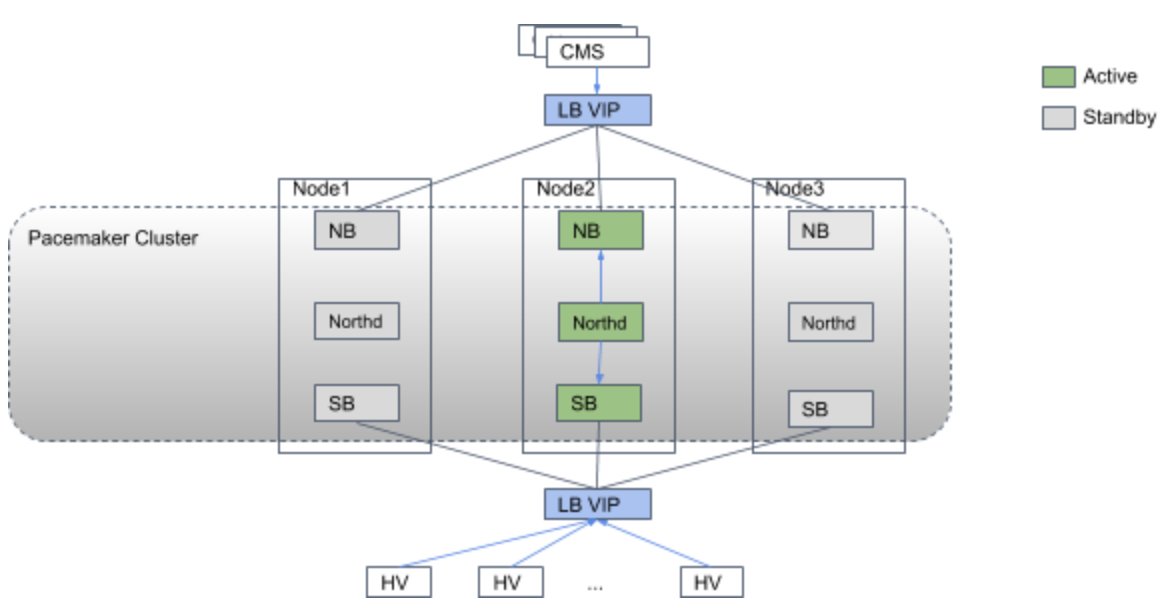 CMS
Active
LB VIP
Standby
Node1
Node2
Node3
Pacemaker Cluster
NB
NB
NB
Northd
Northd
Northd
SB
SB
SB
LB VIP
HV
HV
...
HV